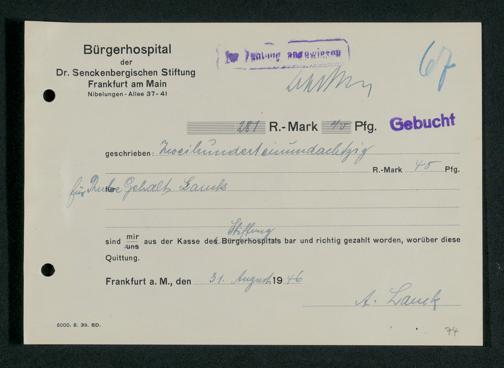 Bürgerhospital
der
Dr. Senckenbergischen Stiftung
Frankfurt am Main
Nibelungen-Allee 37-41
Zur Zahlung angewiesen
67
281 R.-Mark 45 Pfg.
Gebucht
geschrieben: Zweihunderteinundachtzig
R.-Mark 45 Pfg.
für Gehalt Lauck
Stiftung
mir
sind aus der Kasse des Bürgerhospitals bar und richtig gezahlt worden, worüber diese
uns
Quittung.
Frankfurt a. M., den 31. August 1946
A. Lauck
5000. 8. 39. BD.
74